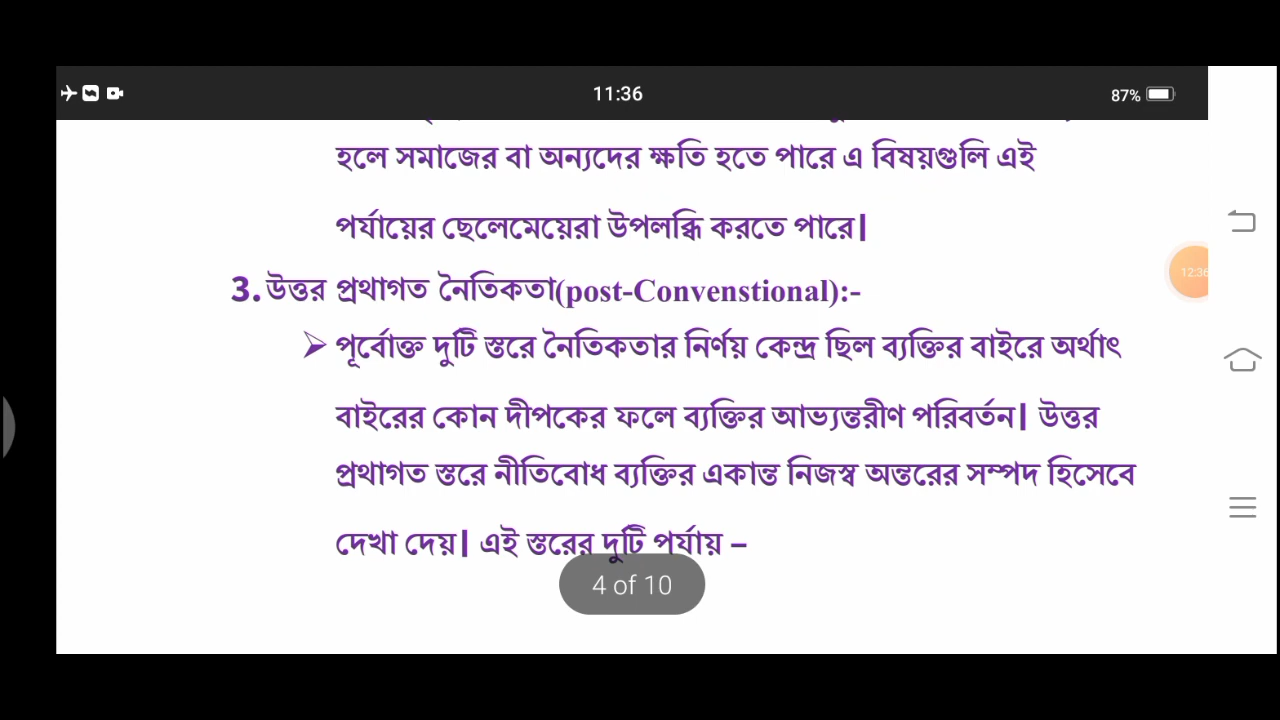 11:36
87%
হলে সমাজের বা অন্যদের ক্ষতি হতে পারে এ বিষয়গুলি এই
পর্যায়ের ছেলেমেয়েরা উপলব্ধি করতে পারে|
12:36
3. উত্তর প্রথাগত নৈতিকতা(post-Convenstional):-
➢ পূর্বোক্ত দুটি স্তরে নৈতিকতার নির্ণয় কেন্দ্র ছিল ব্যক্তির বাইরে অর্থাৎ
বাইরের কোন দীপকের ফলে ব্যক্তির আভ্যন্তরীণ পরিবর্তন| উত্তর
প্রথাগত স্তরে নীতিবোধ ব্যক্তির একান্ত নিজস্ব অন্তরের সম্পদ হিসেবে
দেখা দেয়| এই স্তরের দুটি পর্যায় –
4 of 10